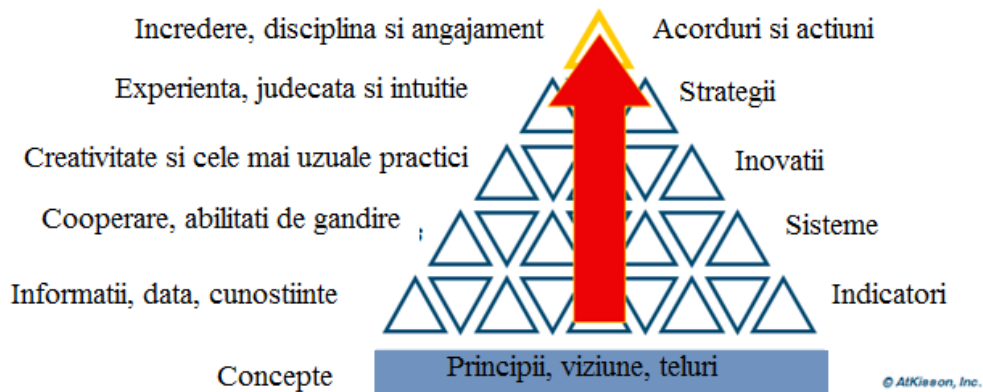 Incredere, disciplina si angajament
Acorduri si actiuni
Experienta, judecata si intuitie
Strategii
Creativitate si cele mai uzuale practici
Inovatii
Cooperare, abilitati de gandire
Sisteme
Informatii, data, cunostiinte
Indicatori
Concepte
Principii, viziune, teluri
© AtKisson, Inc.